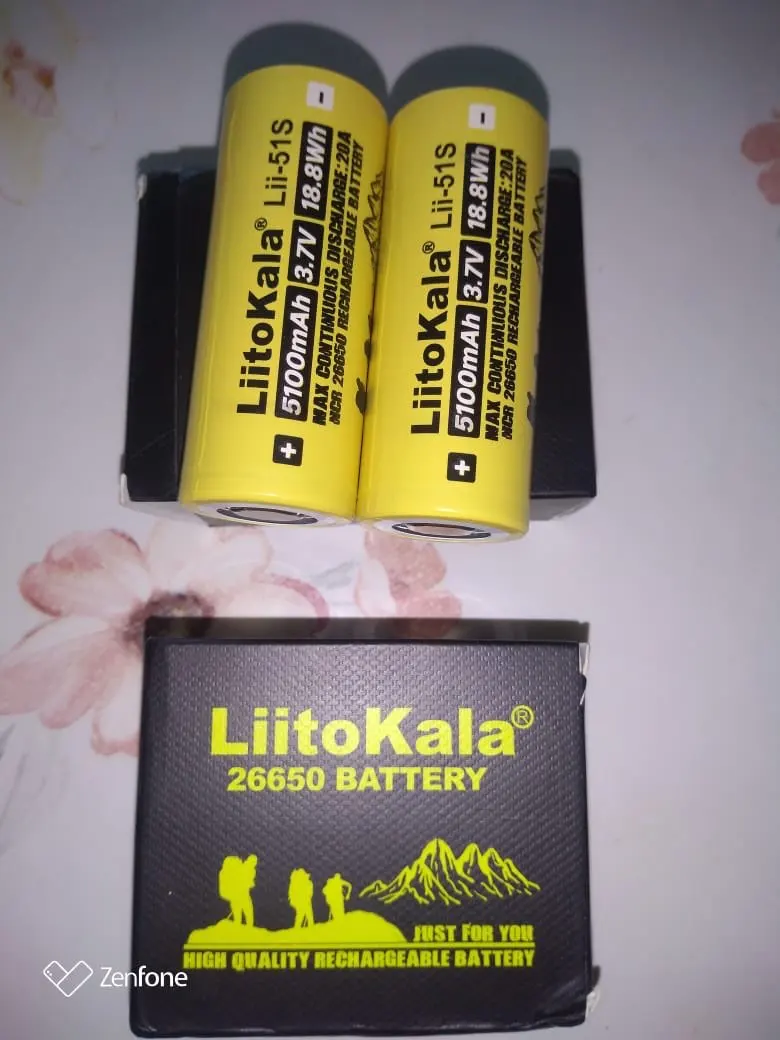 LiitoKala® Lii-51S
5100mAh 3.7V 18.8Wh
MAX CONTINUOUS DISCHARGE:20A
NCR 26650 RECHARGEABLE BATTERY
+
-
LiitoKala® Lii-51S
5100mAh 3.7V 18.8Wh
MAX CONTINUOUS DISCHARGE:20A
NCR 26650 RECHARGEABLE BATTERY
+
-
LiitoKala®
26650 BATTERY
JUST FOR YOU
HIGH QUALITY RECHARGEABLE BATTERY
Zenfone